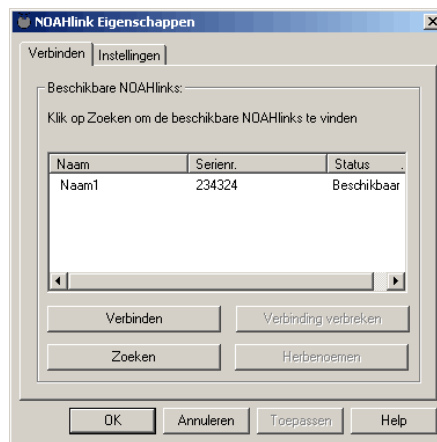 NOAHlink Eigenschappen
Verbinden Instellingen
Beschikbare NOAHlinks:
Klik op Zoeken om de beschikbare NOAHlinks te vinden
Naam Serienr. Status
Naam1 234324 Beschikbaar
Verbinden Verbinding verbreken
Zoeken Herbenoemen
OK Annuleren Toepassen Help